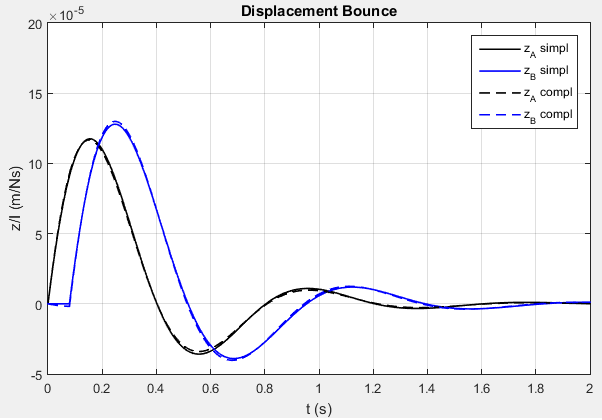 Displacement Bounce
×10⁻⁵
20
15
10
5
0
-5
z/I (m/Ns)
0 0.2 0.4 0.6 0.8 1 1.2 1.4 1.6 1.8 2
t (s)
z_A simpl
z_B simpl
z_A compl
z_B compl